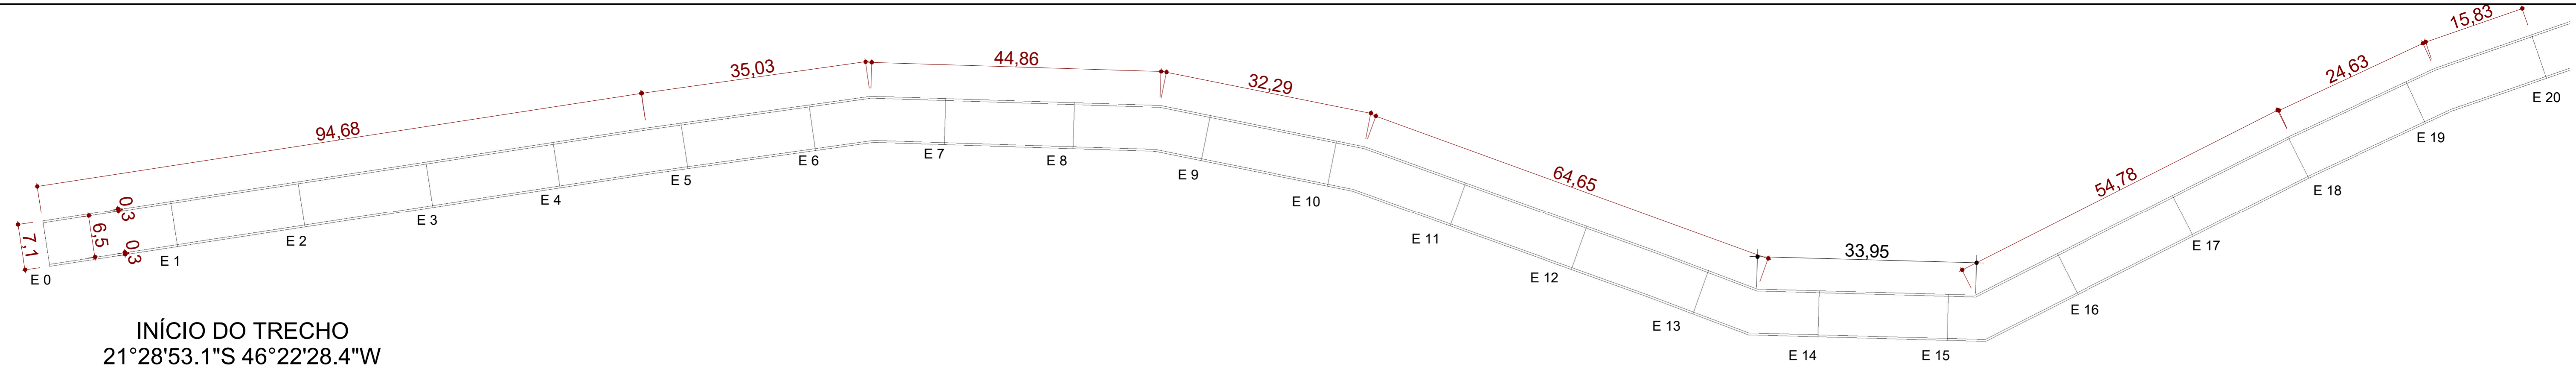 94,68
35,03
44,86
32,29
64,65
33,95
54,78
24,63
15,83
7,1
6,5
0,3
0,3
E 0
E 1
E 2
E 3
E 4
E 5
E 6
E 7
E 8
E 9
E 10
E 11
E 12
E 13
E 14
E 15
E 16
E 17
E 18
E 19
E 20
INÍCIO DO TRECHO
21°28'53.1"S 46°22'28.4"W